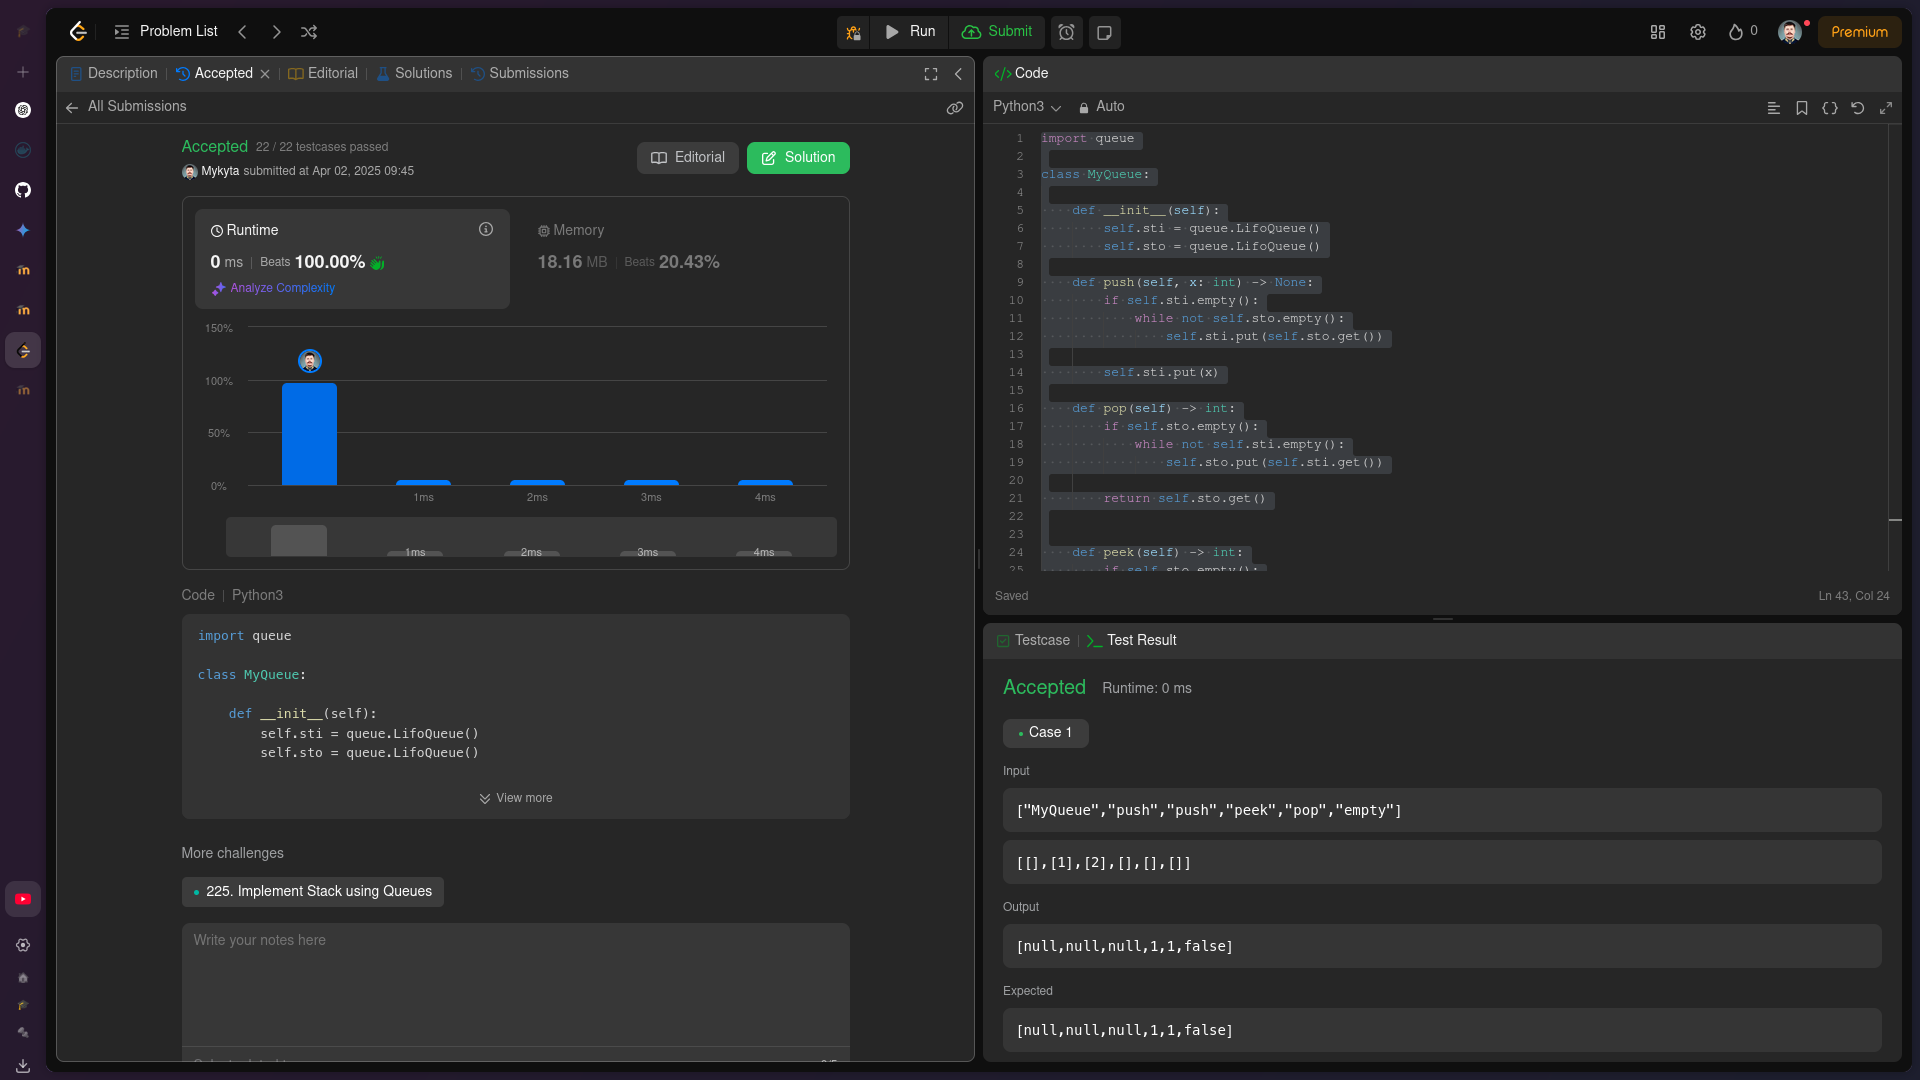 Problem List
Run
Submit
0
Premium
Description
Accepted
Editorial
Solutions
Submissions
All Submissions
Accepted 22 / 22 testcases passed
Mykyta submitted at Apr 02, 2025 09:45
Editorial
Solution
Runtime
0 ms | Beats 100.00%
Analyze Complexity
Memory
18.16 MB | Beats 20.43%
150%
100%
50%
0%
1ms 2ms 3ms 4ms
1ms 2ms 3ms 4ms
Code | Python3
import queue
class MyQueue:
def __init__(self):
self.sti = queue.LifoQueue()
self.sto = queue.LifoQueue()
View more
More challenges
225. Implement Stack using Queues
Write your notes here
Code
Python3
Auto
1 import queue
2
3 class MyQueue:
4
5 def __init__(self):
6 self.sti = queue.LifoQueue()
7 self.sto = queue.LifoQueue()
8
9 def push(self, x: int) -> None:
10 if self.sti.empty():
11 while not self.sto.empty():
12 self.sti.put(self.sto.get())
13
14 self.sti.put(x)
15
16 def pop(self) -> int:
17 if self.sto.empty():
18 while not self.sti.empty():
19 self.sto.put(self.sti.get())
20
21 return self.sto.get()
22
23
24 def peek(self) -> int:
25 if self.sto.empty():
Saved
Ln 43, Col 24
Testcase
Test Result
Accepted Runtime: 0 ms
Case 1
Input
["MyQueue","push","push","peek","pop","empty"]
[[],[1],[2],[],[],[]]
Output
[null,null,null,1,1,false]
Expected
[null,null,null,1,1,false]